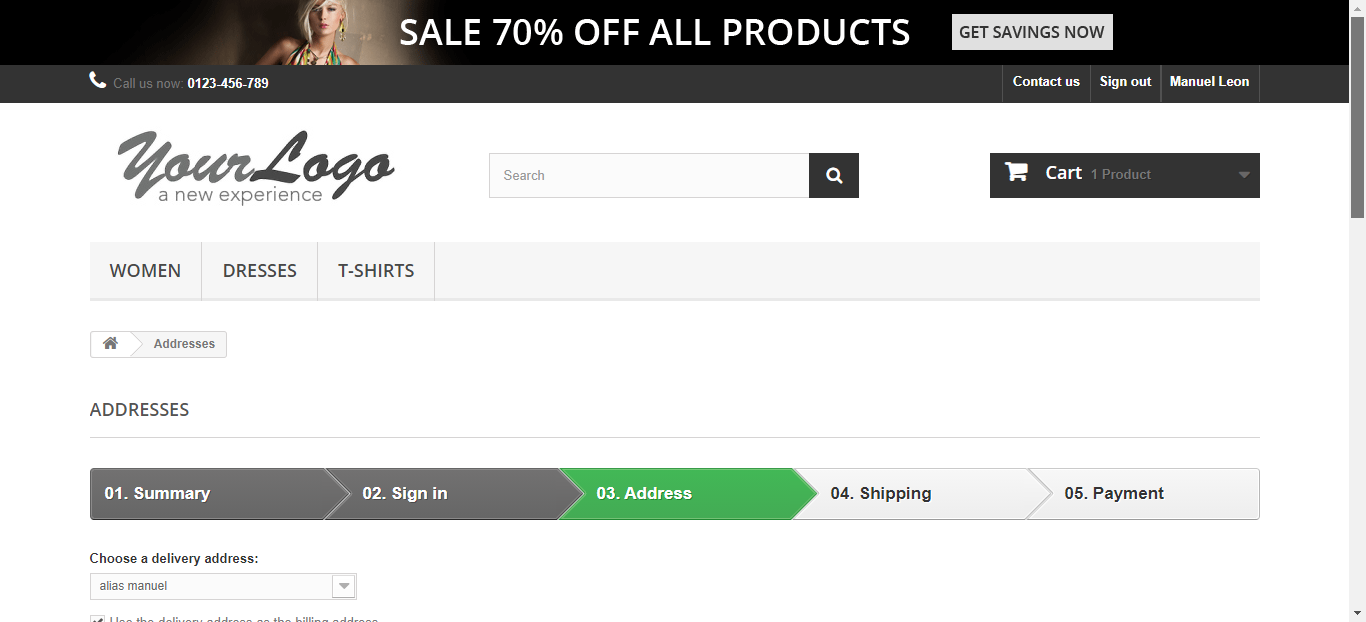 SALE 70% OFF ALL PRODUCTS GET SAVINGS NOW
Call us now: 0123-456-789 Contact us Sign out Manuel Leon
Your Logo
a new experience
Search
Cart 1 Product
WOMEN DRESSES T-SHIRTS
Addresses
ADDRESSES
01. Summary 02. Sign in 03. Address 04. Shipping 05. Payment
Choose a delivery address:
alias manuel
Use the delivery address as the billing address